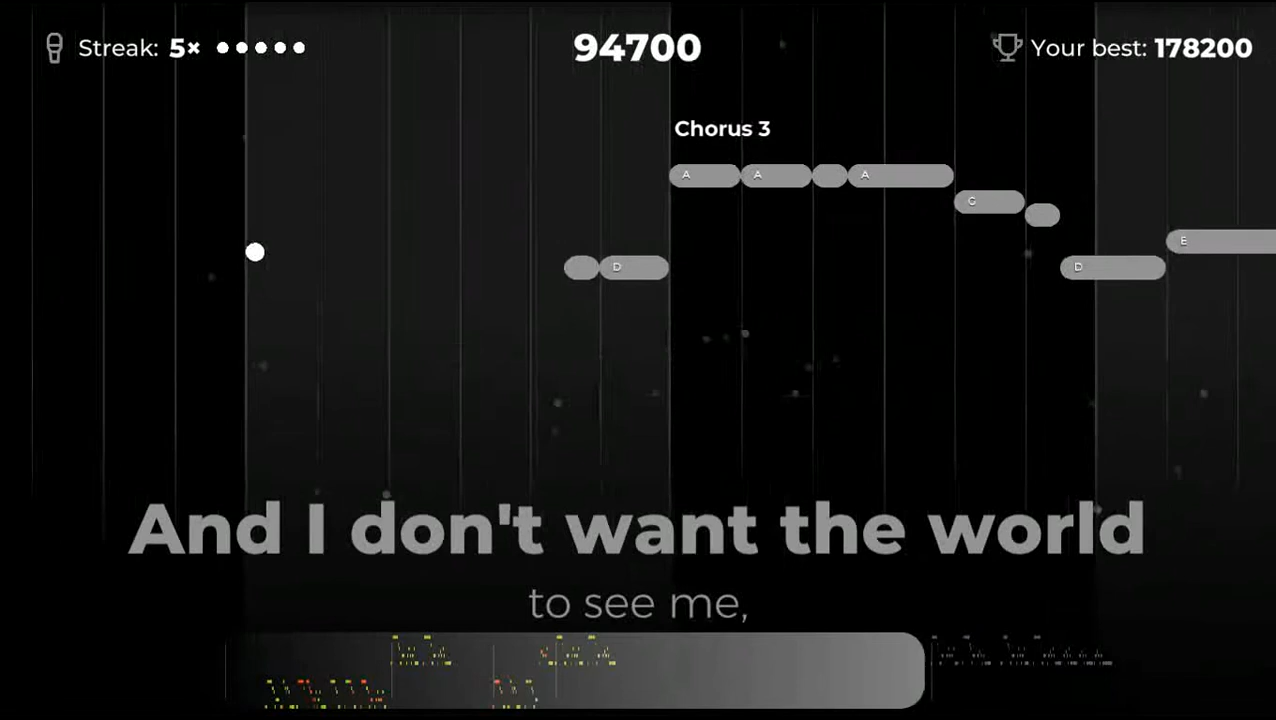 Streak: 5× 94700 Your best: 178200
Chorus 3
A A A
G
E
D D
And I don't want the world
to see me,